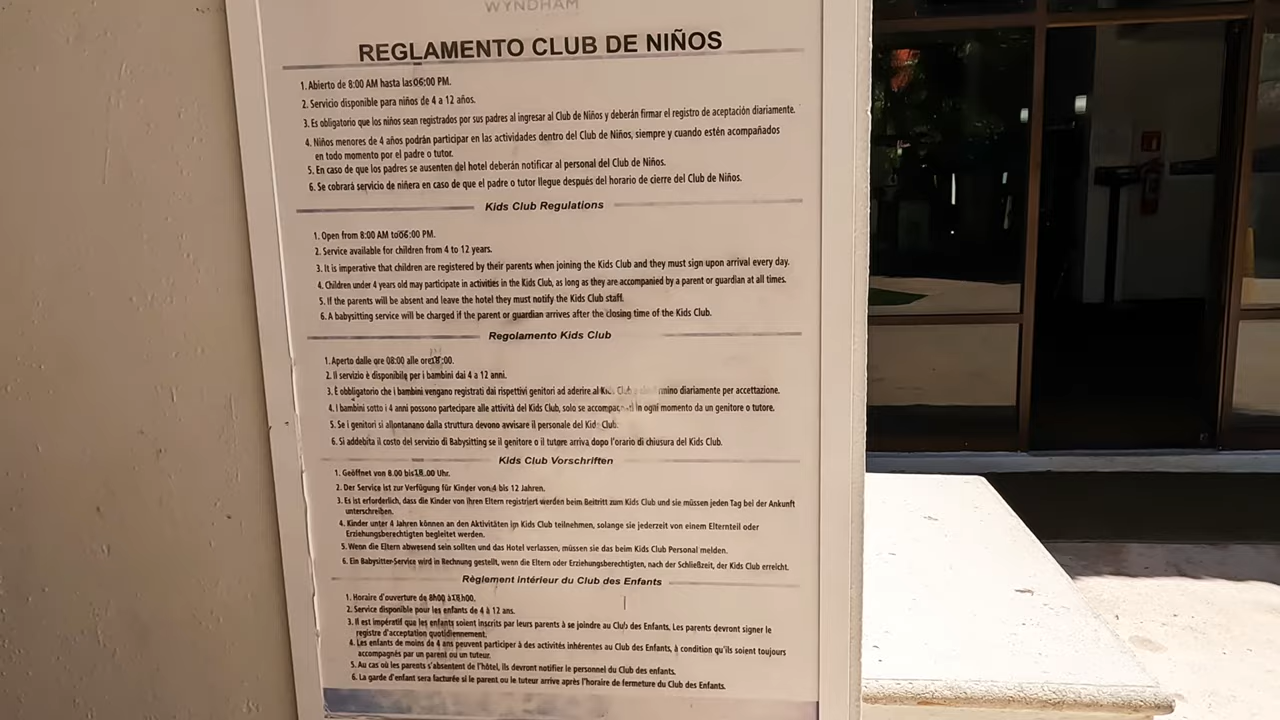 WYNDHAM
REGLAMENTO CLUB DE NIÑOS
1. Abierto de 8:00 AM hasta las 06:00 PM.
2. Servicio disponible para niños de 4 a 12 años.
3. Es obligatorio que los niños sean registrados por sus padres al ingresar al Club de Niños y deberán firmar el registro de aceptación diariamente.
4. Niños menores de 4 años podrán participar en las actividades dentro del Club de Niños, siempre y cuando estén acompañados
en todo momento por el padre o tutor.
5. En caso de que los padres se ausenten del hotel deberán notificar al personal del Club de Niños.
6. Se cobrará servicio de niñera en caso de que el padre o tutor llegue después del horario de cierre del Club de Niños.
Kids Club Regulations
1. Open from 8:00 AM to 06:00 PM.
2. Service available for children from 4 to 12 years.
3. It is imperative that children are registered by their parents when joining the Kids Club and they must sign upon arrival every day.
4. Children under 4 years old may participate in activities in the Kids Club, as long as they are accompanied by a parent or guardian at all times.
5. If the parents will be absent and leave the hotel they must notify the Kids Club staff.
6. A babysitting service will be charged if the parent or guardian arrives after the closing time of the Kids Club.
Regolamento Kids Club
1. Aperto dalle ore 08:00 alle ore 18:00.
2. Il servizio è disponibile per i bambini dai 4 a 12 anni.
3. È obbligatorio che i bambini vengano registrati dai rispettivi genitori ad aderire al Kids Club diariamente per accettazione.
4. I bambini sotto i 4 anni possono partecipare alle attività del Kids Club, solo se accompagnati in ogni momento da un genitore o tutore.
5. Se i genitori si allontanano dalla struttura devono avvisare il personale del Kids Club.
6. Si addebita il costo del servizio di Babysitting se il genitore o il tutore arriva dopo l'orario di chiusura del Kids Club.
Kids Club Vorschriften
1. Geöffnet von 8.00 bis 18.00 Uhr.
2. Der Service ist zur Verfügung für Kinder von 4 bis 12 Jahren.
3. Es ist erforderlich, dass die Kinder von ihren Eltern registriert werden beim Beitritt zum Kids Club und sie müssen jeden Tag bei der Ankunft
unterschreiben.
4. Kinder unter 4 Jahren können an den Aktivitäten im Kids Club teilnehmen, solange sie jederzeit von einem Elternteil oder
Erziehungsberechtigten begleitet werden.
5. Wenn die Eltern abwesend sein sollten und das Hotel verlassen, müssen sie das beim Kids Club Personal melden.
6. Ein Babysitter-Service wird in Rechnung gestellt, wenn die Eltern oder Erziehungsberechtigten, nach der Schließzeit, der Kids Club erreicht.
Règlement intérieur du Club des Enfants
1. Horaire d'ouverture de 8h00 à 18h00.
2. Service disponible pour les enfants de 4 à 12 ans.
3. Il est impératif que les enfants soient inscrits par leurs parents à se joindre au Club des Enfants. Les parents devront signer le
registre d'acceptation quotidiennement.
4. Les enfants de moins de 4 ans peuvent participer à des activités inhérentes au Club des Enfants, à condition qu'ils soient toujours
accompagnés par un parent ou un tuteur.
5. Au cas où les parents s'absentent de l'hôtel, ils devront notifier le personnel du Club des enfants.
6. La garde d'enfant sera facturée si le parent ou le tuteur arrive après l'horaire de fermeture du Club des Enfants.